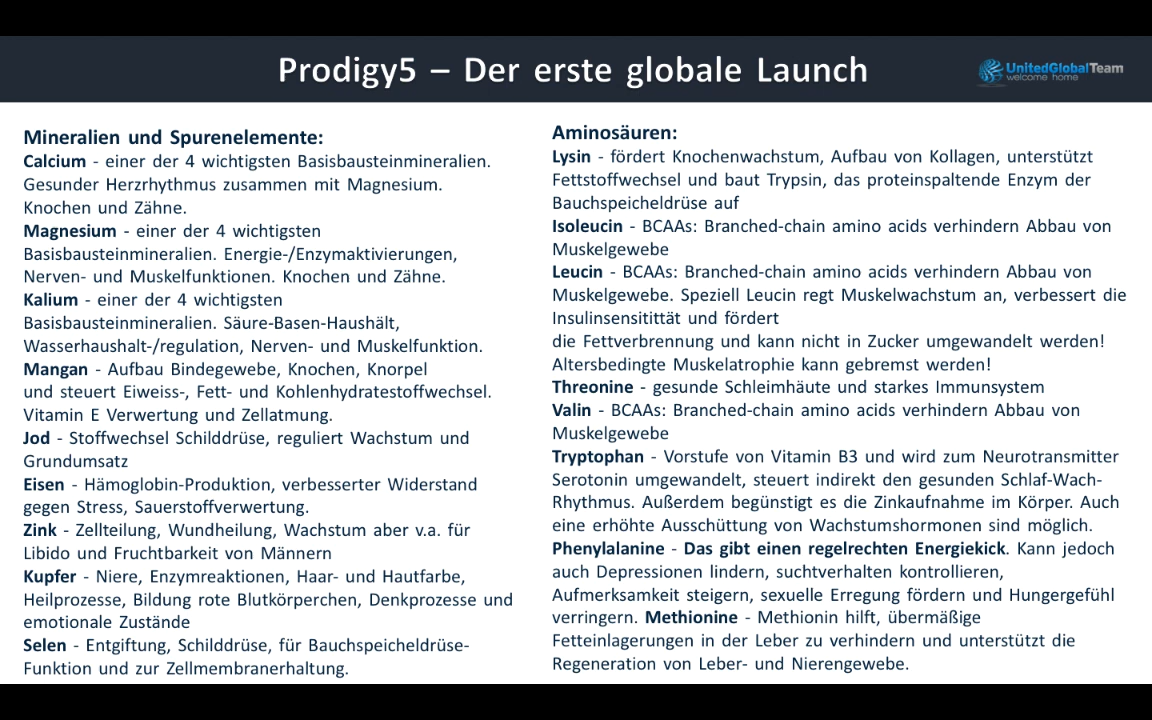 Prodigy5 – Der erste globale Launch
UnitedGlobalTeam
welcome home
Mineralien und Spurenelemente:
Calcium - einer der 4 wichtigsten Basisbausteinmineralien.
Gesunder Herzrhythmus zusammen mit Magnesium.
Knochen und Zähne.
Magnesium - einer der 4 wichtigsten
Basisbausteinmineralien. Energie-/Enzymaktivierungen,
Nerven- und Muskelfunktionen. Knochen und Zähne.
Kalium - einer der 4 wichtigsten
Basisbausteinmineralien. Säure-Basen-Haushält,
Wasserhaushalt-/regulation, Nerven- und Muskelfunktion.
Mangan - Aufbau Bindegewebe, Knochen, Knorpel
und steuert Eiweiss-, Fett- und Kohlenhydratestoffwechsel.
Vitamin E Verwertung und Zellatmung.
Jod - Stoffwechsel Schilddrüse, reguliert Wachstum und
Grundumsatz
Eisen - Hämoglobin-Produktion, verbesserter Widerstand
gegen Stress, Sauerstoffverwertung.
Zink - Zellteilung, Wundheilung, Wachstum aber v.a. für
Libido und Fruchtbarkeit von Männern
Kupfer - Niere, Enzymreaktionen, Haar- und Hautfarbe,
Heilprozesse, Bildung rote Blutkörperchen, Denkprozesse und
emotionale Zustände
Selen - Entgiftung, Schilddrüse, für Bauchspeicheldrüse-
Funktion und zur Zellmembranerhaltung.
Aminosäuren:
Lysin - fördert Knochenwachstum, Aufbau von Kollagen, unterstützt
Fettstoffwechsel und baut Trypsin, das proteinspaltende Enzym der
Bauchspeicheldrüse auf
Isoleucin - BCAAs: Branched-chain amino acids verhindern Abbau von
Muskelgewebe
Leucin - BCAAs: Branched-chain amino acids verhindern Abbau von
Muskelgewebe. Speziell Leucin regt Muskelwachstum an, verbessert die
Insulinsensitittät und fördert
die Fettverbrennung und kann nicht in Zucker umgewandelt werden!
Altersbedingte Muskelatrophie kann gebremst werden!
Threonine - gesunde Schleimhäute und starkes Immunsystem
Valin - BCAAs: Branched-chain amino acids verhindern Abbau von
Muskelgewebe
Tryptophan - Vorstufe von Vitamin B3 und wird zum Neurotransmitter
Serotonin umgewandelt, steuert indirekt den gesunden Schlaf-Wach-
Rhythmus. Außerdem begünstigt es die Zinkaufnahme im Körper. Auch
eine erhöhte Ausschüttung von Wachstumshormonen sind möglich.
Phenylalanine - Das gibt einen regelrechten Energiekick. Kann jedoch
auch Depressionen lindern, suchtverhalten kontrollieren,
Aufmerksamkeit steigern, sexuelle Erregung fördern und Hungergefühl
verringern. Methionine - Methionin hilft, übermäßige
Fetteinlagerungen in der Leber zu verhindern und unterstützt die
Regeneration von Leber- und Nierengewebe.